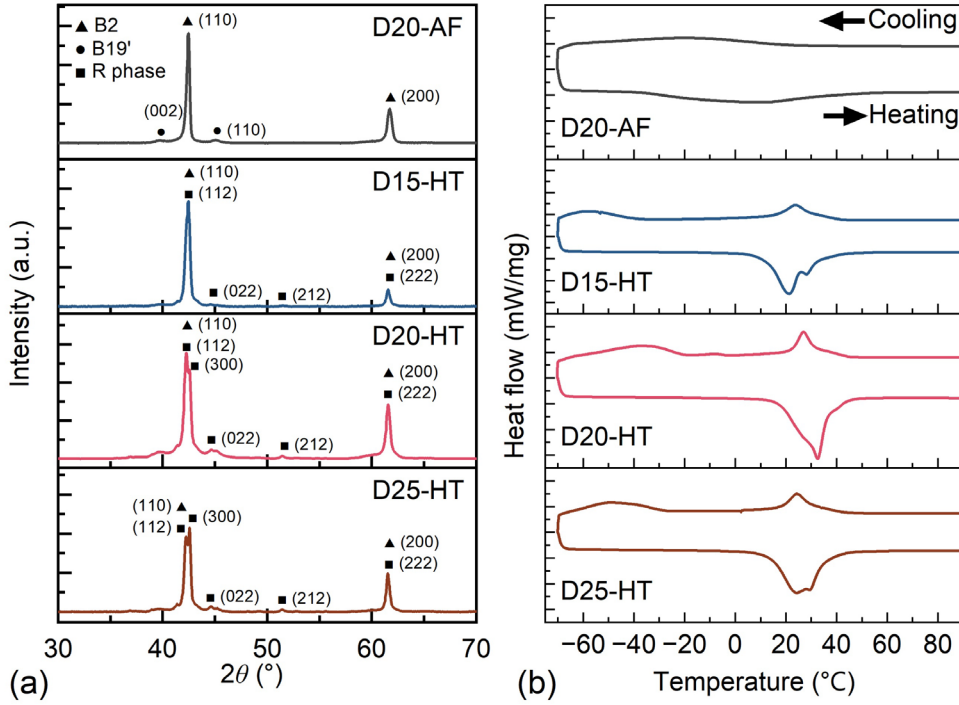 ▲ B2
● B19'
■ R phase
D20-AF
▲ (110)
(002)
●
● (110)
▲ (200)
D15-HT
▲ (110)
■ (112)
■ (022)
■ (212)
▲ (200)
■ (222)
D20-HT
▲ (110)
■ (112)
■ (300)
■ (022)
■ (212)
▲ (200)
■ (222)
D25-HT
(110) ▲
(112) ■
■ (300)
■ (022)
■ (212)
▲ (200)
■ (222)
Intensity (a.u.)
30 40 50 60 70
2θ (°)
(a)
Cooling
Heating
D20-AF
D15-HT
D20-HT
D25-HT
Heat flow (mW/mg)
−60 −40 −20 0 20 40 60 80
Temperature (°C)
(b)